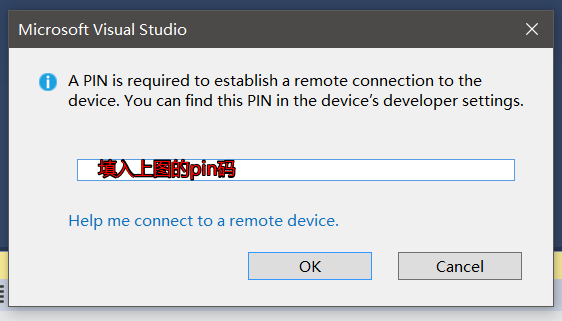 Microsoft Visual Studio
A PIN is required to establish a remote connection to the
device. You can find this PIN in the device’s developer settings.
填入上图的pin码
Help me connect to a remote device.
OK Cancel